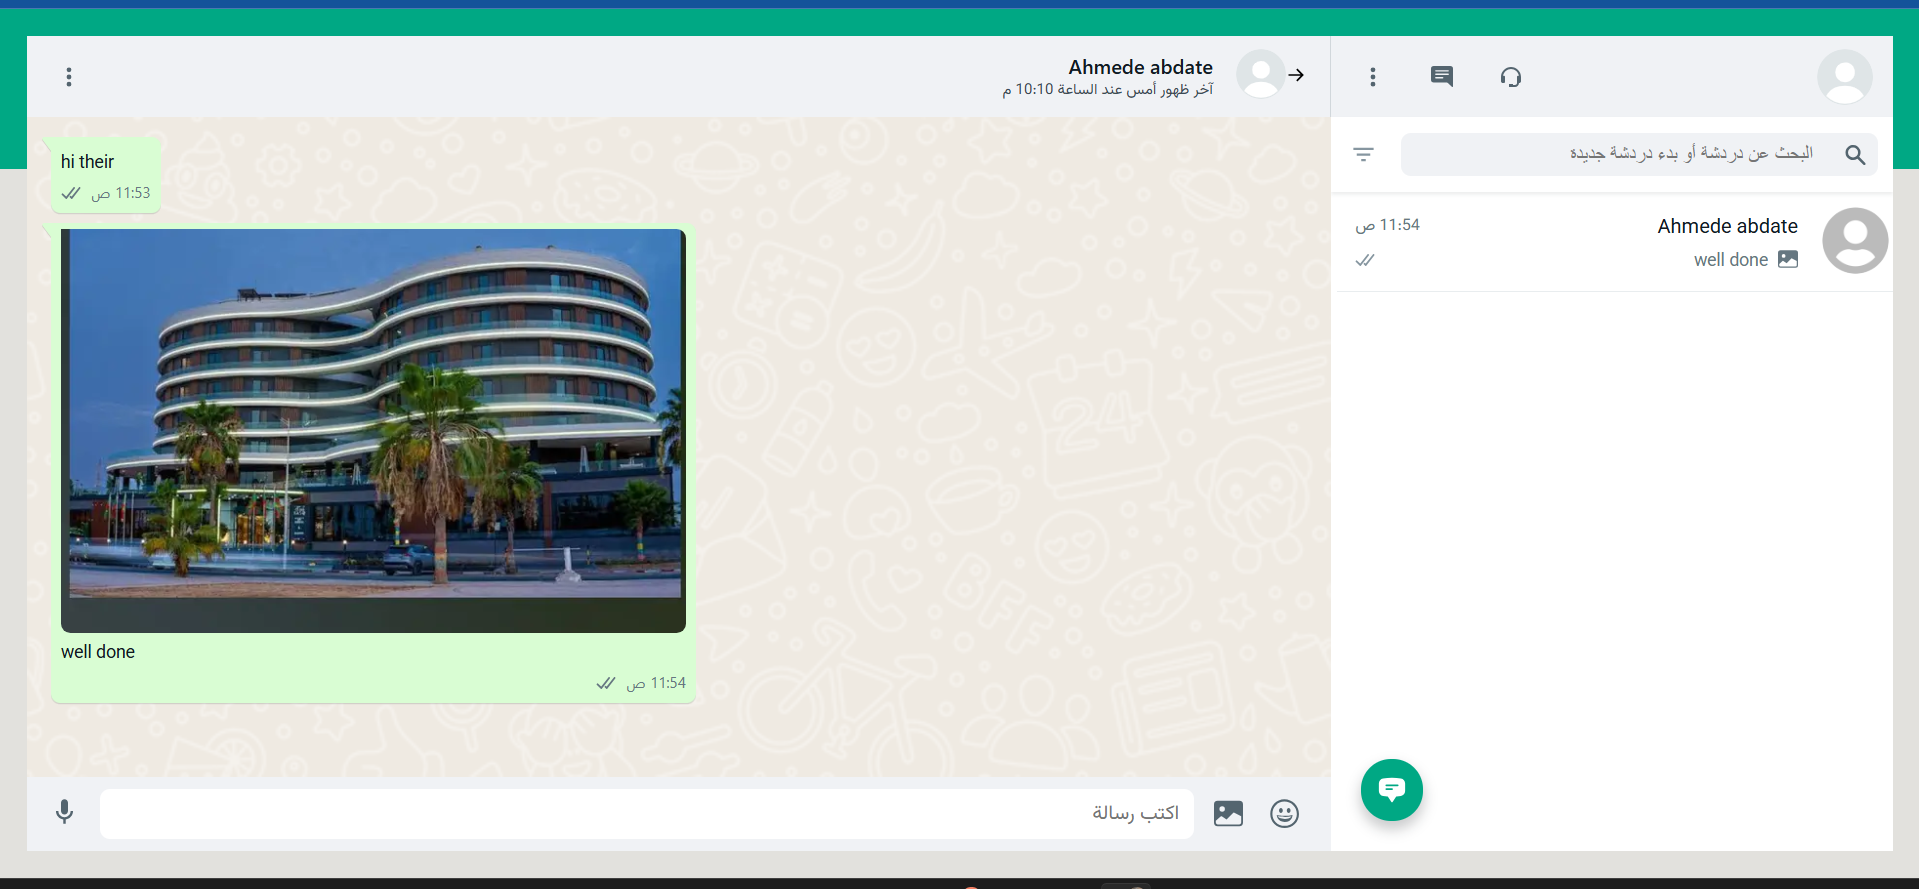 Ahmede abdate
آخر ظهور أمس عند الساعة 10:10 م
البحث عن دردشة أو بدء دردشة جديدة
Ahmede abdate
11:54 ص
well done
hi their
11:53 ص
well done
11:54 ص
اكتب رسالة